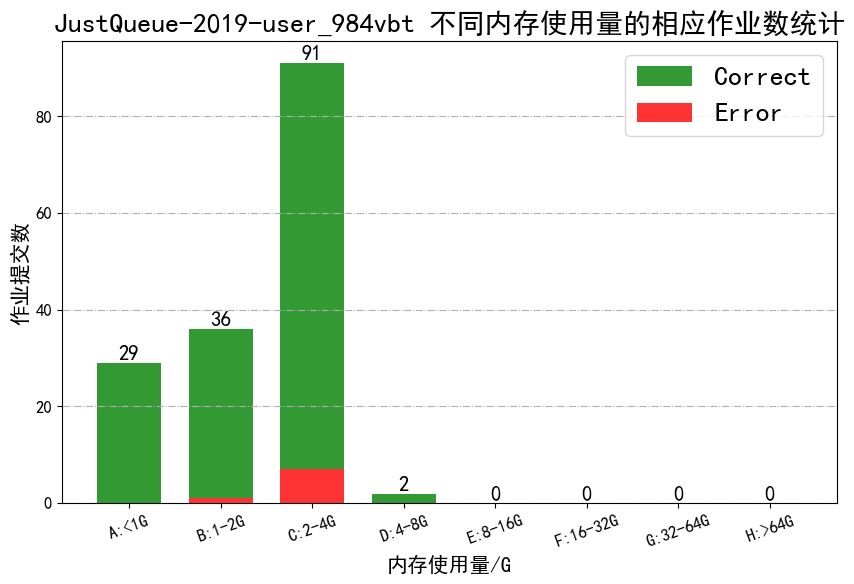 JustQueue-2019-user_984vbt 不同内存使用量的相应作业数统计
Correct
Error
作业提交数
80
60
40
20
0
29
36
91
2
0
0
0
0
A:<1G
B:1-2G
C:2-4G
D:4-8G
E:8-16G
F:16-32G
G:32-64G
H:>64G
内存使用量/G